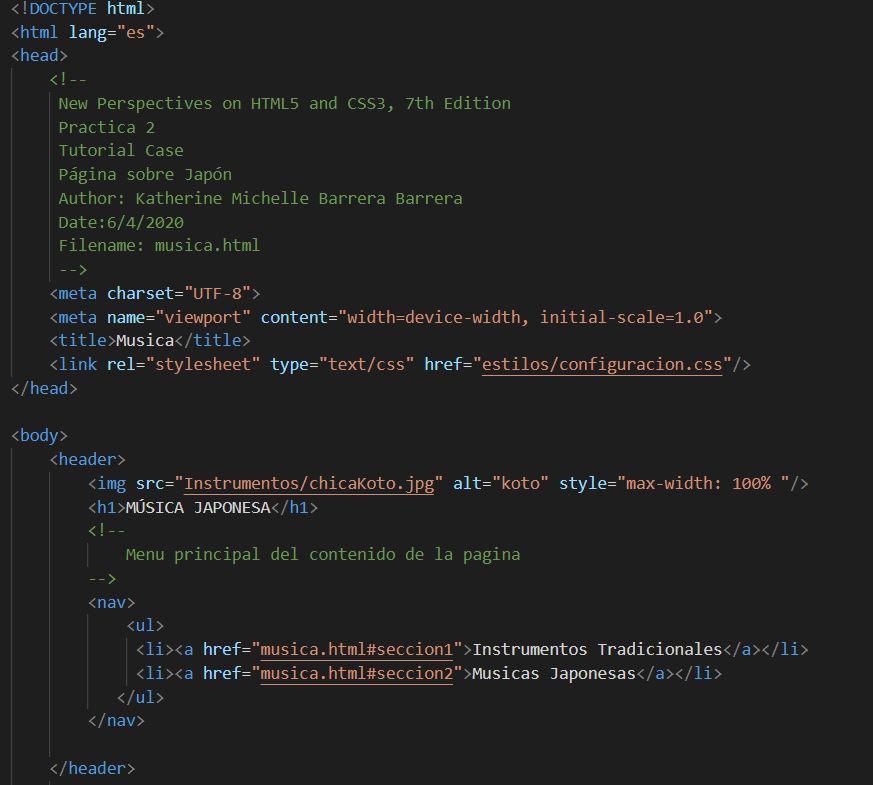 <!DOCTYPE html>
<html lang="es">
<head>
<!--
New Perspectives on HTML5 and CSS3, 7th Edition
Practica 2
Tutorial Case
Página sobre Japón
Author: Katherine Michelle Barrera Barrera
Date:6/4/2020
Filename: musica.html
-->
<meta charset="UTF-8">
<meta name="viewport" content="width=device-width, initial-scale=1.0">
<title>Musica</title>
<link rel="stylesheet" type="text/css" href="estilos/configuracion.css"/>
</head>
<body>
<header>
<img src="Instrumentos/chicaKoto.jpg" alt="koto" style="max-width: 100% "/>
<h1>MÚSICA JAPONESA</h1>
<!--
Menu principal del contenido de la pagina
-->
<nav>
<ul>
<li><a href="musica.html#seccion1">Instrumentos Tradicionales</a></li>
<li><a href="musica.html#seccion2">Musicas Japonesas</a></li>
</ul>
</nav>
</header>